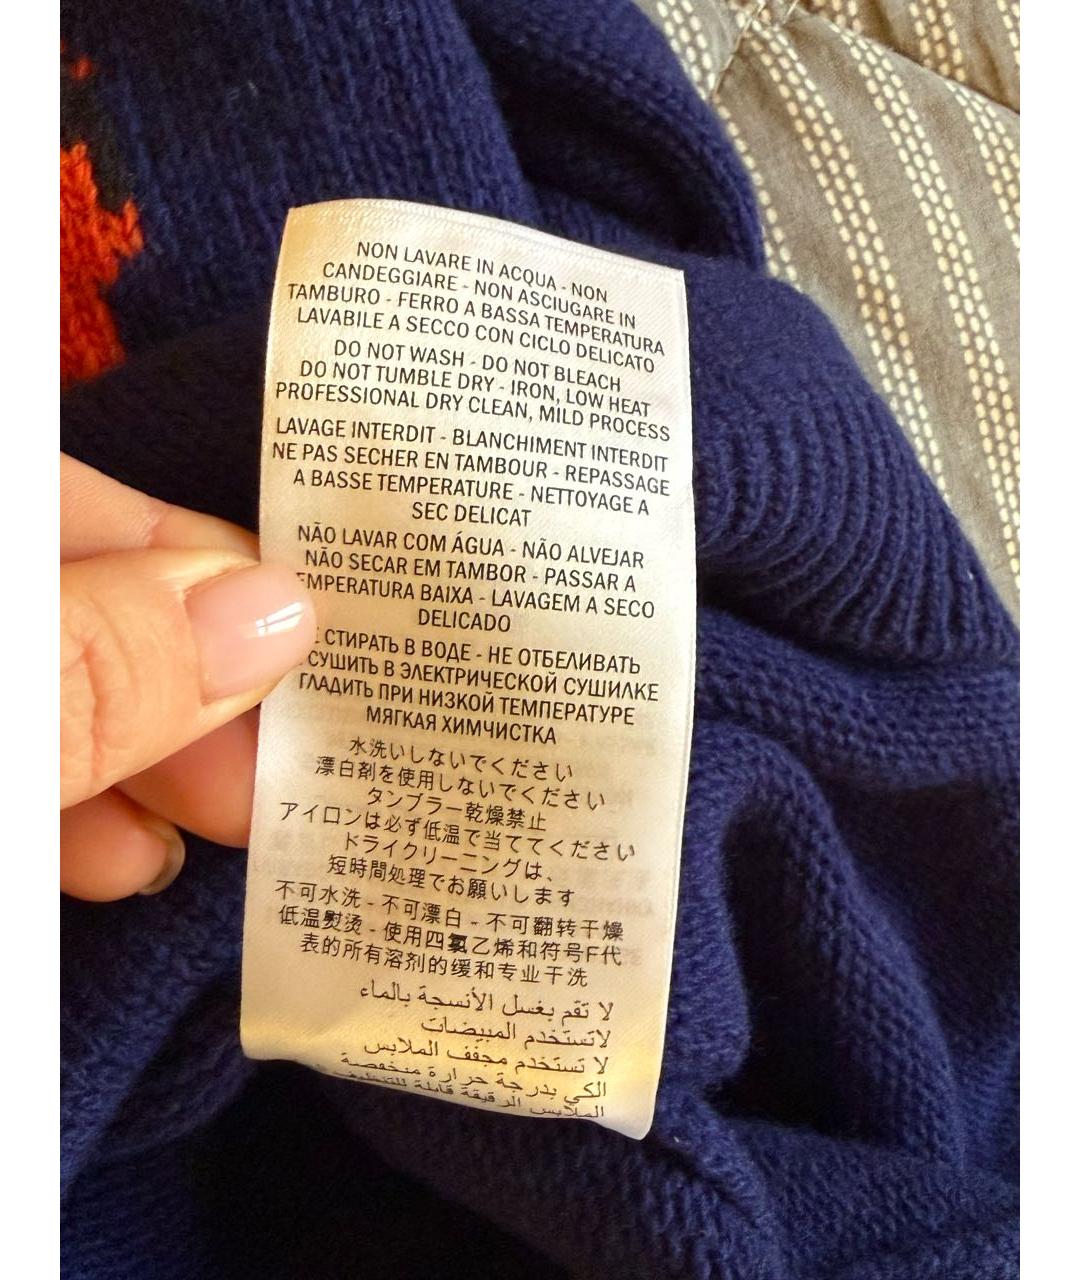 NON LAVARE IN ACQUA - NON
CANDEGGIARE - NON ASCIUGARE IN
TAMBURO - FERRO A BASSA TEMPERATURA
LAVABILE A SECCO CON CICLO DELICATO
DO NOT WASH - DO NOT BLEACH
DO NOT TUMBLE DRY - IRON, LOW HEAT
PROFESSIONAL DRY CLEAN, MILD PROCESS
LAVAGE INTERDIT - BLANCHIMENT INTERDIT
NE PAS SECHER EN TAMBOUR - REPASSAGE
A BASSE TEMPERATURE - NETTOYAGE A
SEC DELICAT
NÃO LAVAR COM ÁGUA - NÃO ALVEJAR
NÃO SECAR EM TAMBOR - PASSAR A
EMPERATURA BAIXA - LAVAGEM A SECO
DELICADO
Е СТИРАТЬ В ВОДЕ - НЕ ОТБЕЛИВАТЬ
СУШИТЬ В ЭЛЕКТРИЧЕСКОЙ СУШИЛКЕ
ГЛАДИТЬ ПРИ НИЗКОЙ ТЕМПЕРАТУРЕ
МЯГКАЯ ХИМЧИСТКА
水洗いしないでください
漂白剤を使用しないでください
タンブラー乾燥禁止
アイロンは必ず低温で当ててください
ドライクリーニングは、
短時間処理でお願いします
不可水洗 - 不可漂白 - 不可翻转干燥
低温熨烫 - 使用四氯乙烯和符号F代
表的所有溶剂的缓和专业干洗
لا تقم بغسل الأنسجة بالماء
لاتستخدم المبيضات
لا تستخدم مجفف الملابس
الكي بدرجة حرارة منخفضة
الملابس الرقيقة قابلة للتنظيف